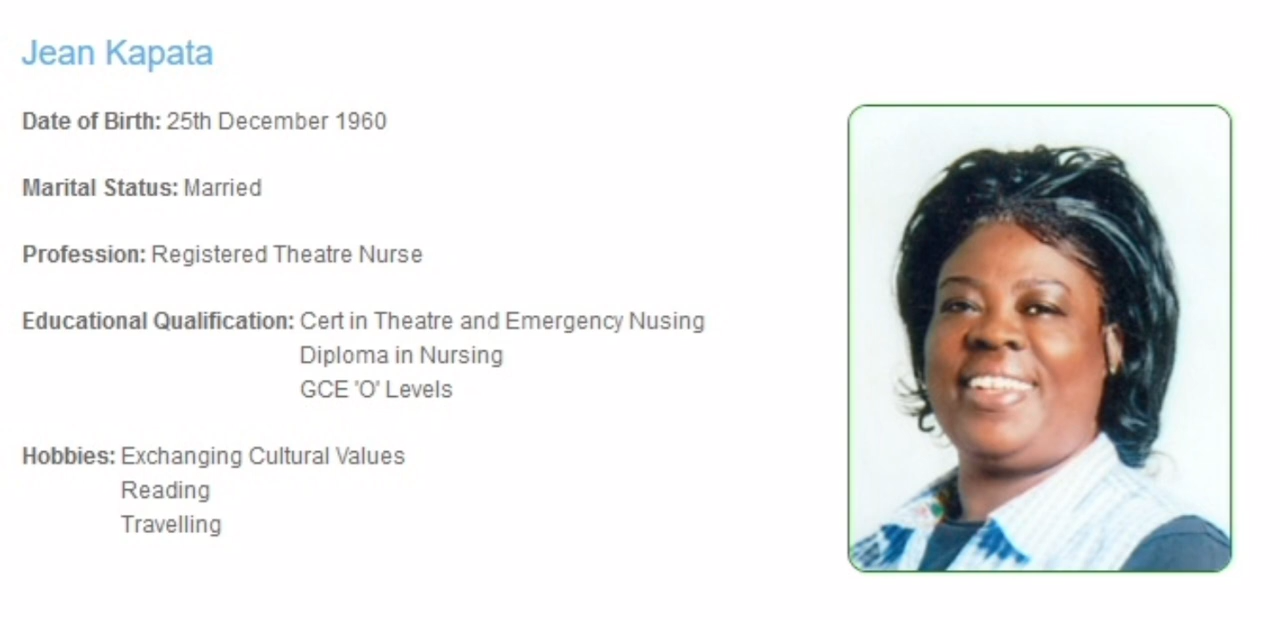 Jean Kapata
Date of Birth: 25th December 1960
Marital Status: Married
Profession: Registered Theatre Nurse
Educational Qualification: Cert in Theatre and Emergency Nusing
Diploma in Nursing
GCE 'O' Levels
Hobbies: Exchanging Cultural Values
Reading
Travelling